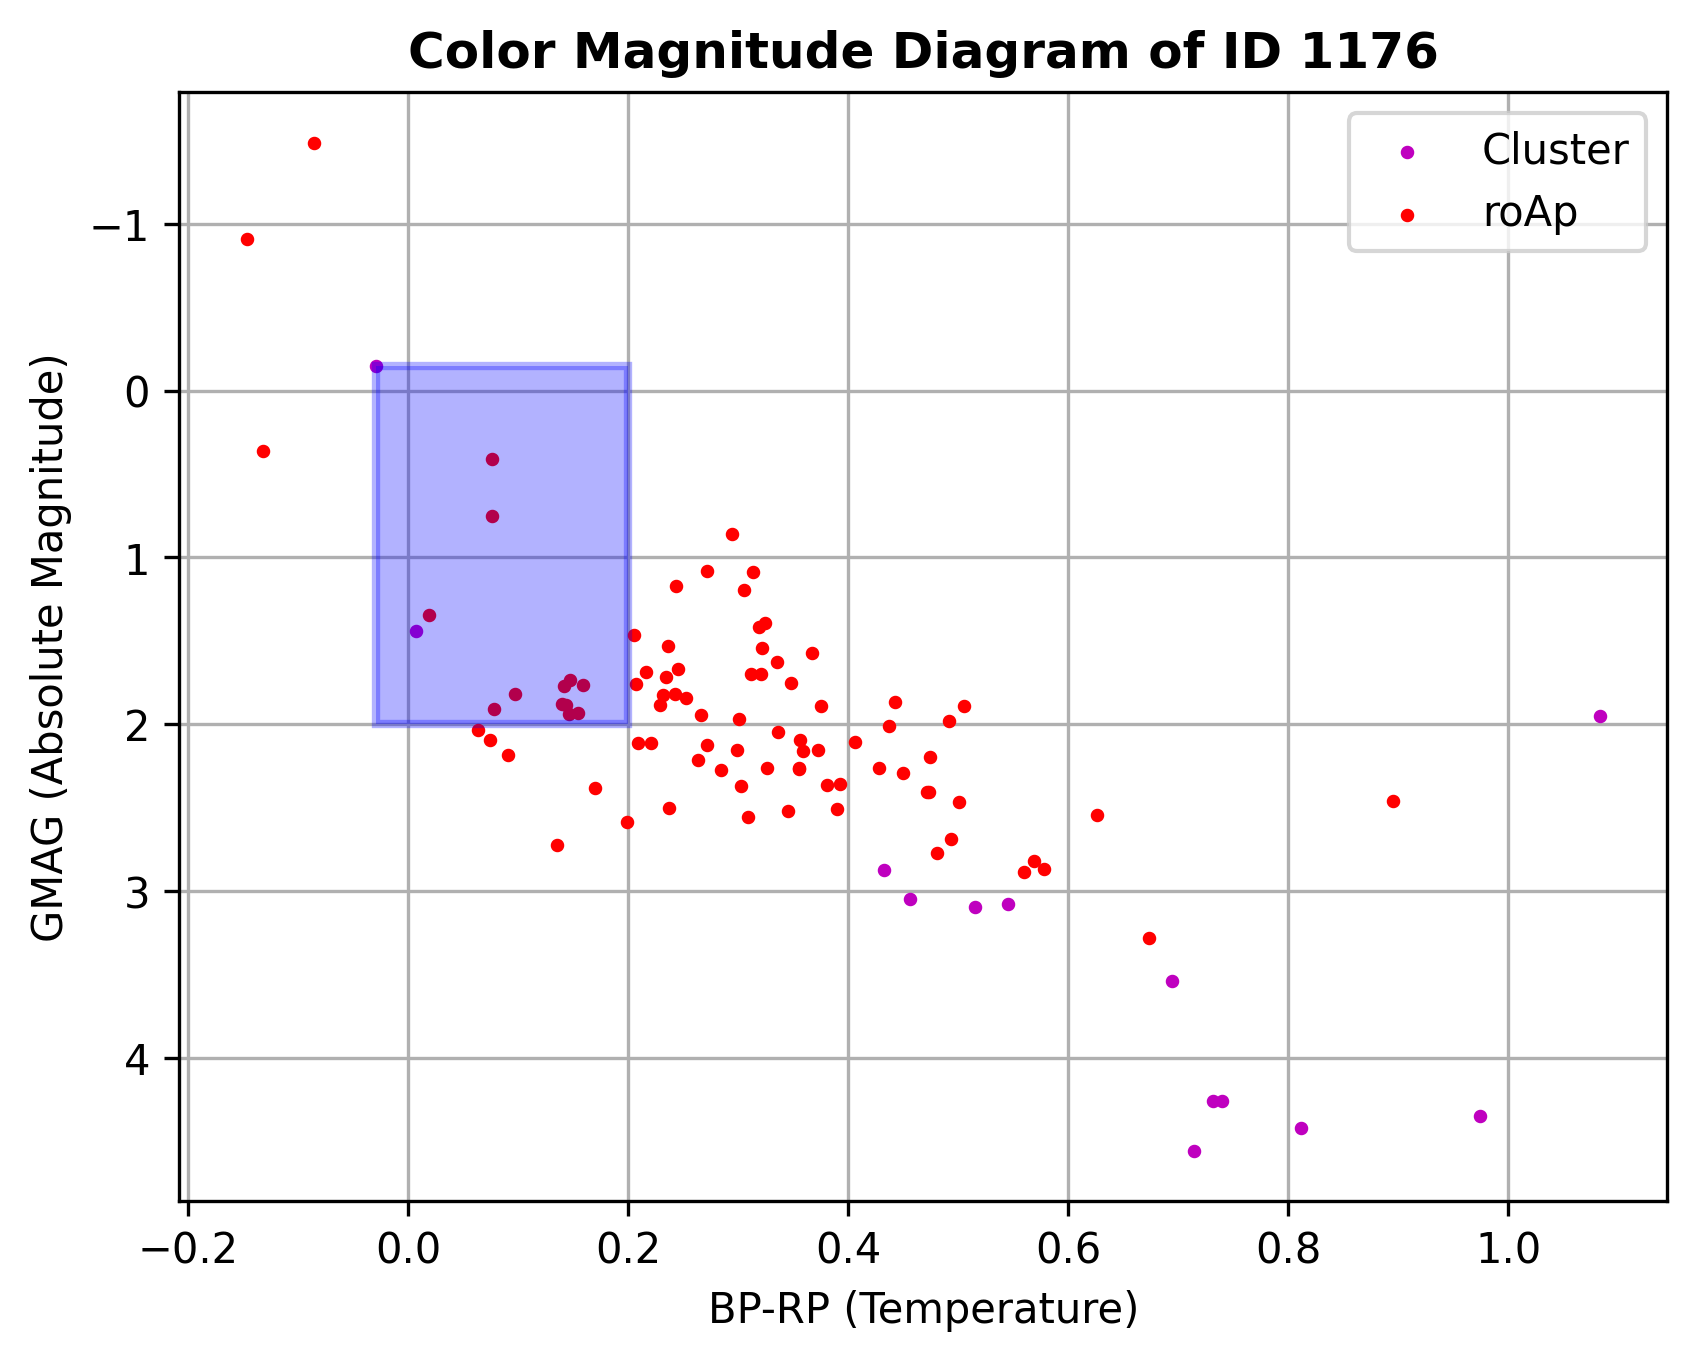 Color Magnitude Diagram of ID 1176
Cluster
roAp
−1
0
1
2
3
4
GMAG (Absolute Magnitude)
−0.2 0.0 0.2 0.4 0.6 0.8 1.0
BP-RP (Temperature)